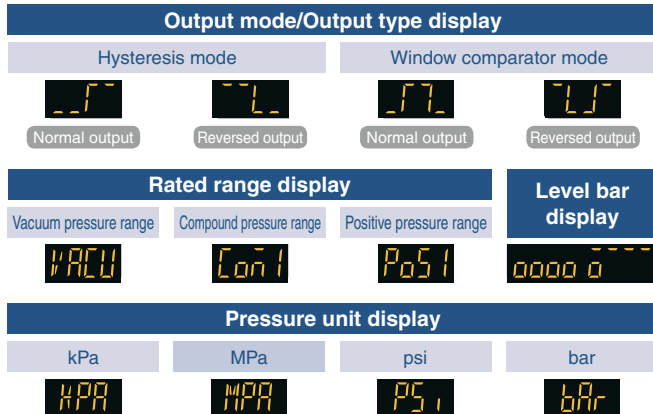 Output mode/Output type display
Hysteresis mode
Window comparator mode
Normal output
Reversed output
Normal output
Reversed output
Rated range display
Level bar
display
Vacuum pressure range
Compound pressure range
Positive pressure range
VACU
Com1
PoS1
Pressure unit display
kPa
MPa
psi
bar
KPA
MPA
PSi
bAr